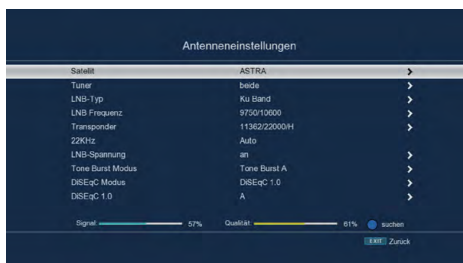 Antenneneinstellungen
Satellit ASTRA
Tuner beide
LNB-Typ Ku Band
LNB Frequenz 9750/10600
Transponder 11362/22000/H
22KHz Auto
LNB-Spannung an
Tone Burst Modus Tone Burst A
DiSEqC Modus DiSEqC 1.0
DiSEqC 1.0 A
Signal: 57% Qualität: 61% suchen
EXIT Zurück